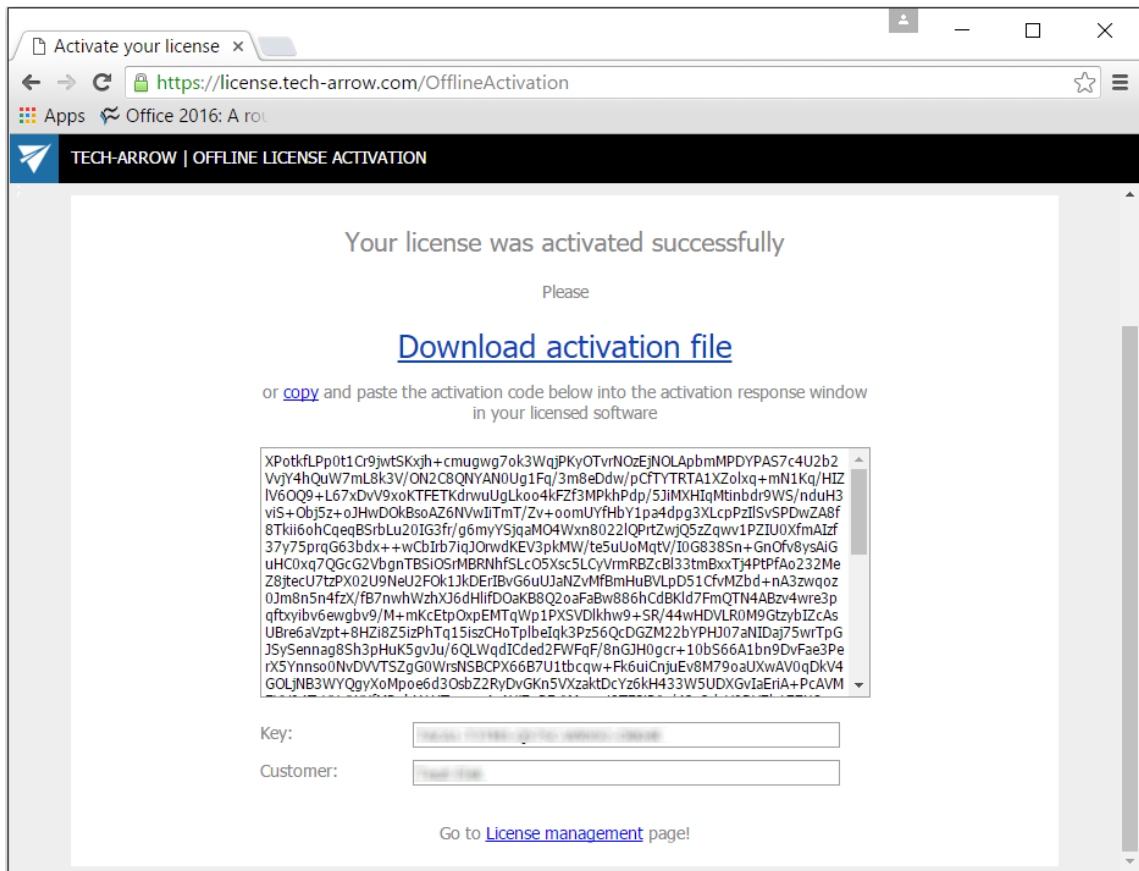 Activate your license
https://license.tech-arrow.com/OfflineActivation
Apps Office 2016: A rou
TECH-ARROW | OFFLINE LICENSE ACTIVATION
Your license was activated successfully
Please
Download activation file
or copy and paste the activation code below into the activation response window
in your licensed software
XPotkfLPp0t1Cr9jwtSKxjh+cmugwg7ok3WqjPKyOTvrNOzEjNOLApbmMPDYPAS7c4U2b2
VvjY4hQuW7mL8k3V/ON2C8QNYAN0Ug1Fq/3m8eDdw/pCfTYTRTA1XZolxq+mN1Kq/HIZ
lV6OQ9+L67xDvV9xoKTFETKdrwuUgLkoo4kFZf3MPkhPdp/5JiMXHIqMtinbdr9WS/nduH3
viS+Obj5z+oJHwDOkBsoAZ6NVwIiTmT/Zv+oomUYfHbY1pa4dpg3XLcpPzIlSvSPDwZA8f
8Tkii6ohCqeqBSrbLu20IG3fr/g6myYSjqaMO4Wxn8022lQPrtZwjQ5zZqwv1PZIU0XfmAIzf
37y75prqG63bdx++wCbIrb7iqJOrwdKEV3pkMW/te5uUoMqtV/I0G838Sn+GnOfv8ysAiG
uHC0xq7QGcG2VbgnTBSiOSrMBRNhfSLcO5Xsc5LCyVrmRBZcBl33tmBxxTj4PtPfAo232Me
Z8jtecU7tzPX02U9NeU2FOk1JkDErIBvG6uUJaNZvMfBmHuBVLpD51CfvMZbd+nA3zwqoz
0Jm8n5n4fzX/fB7nwhWzhXJ6dHlifDOaKB8Q2oaFaBw886hCdBKld7FmQTN4ABzv4wre3p
qftxyibv6ewgbv9/M+mKcEtpOxpEMTqWp1PXSVDlkhw9+SR/44wHDVLR0M9GtzybIZcAs
UBre6aVzpt+8HZi8Z5izPhTq15iszCHoTplbeIqk3Pz56QcDGZM22bYPHJ07aNIDaj75wrTpG
JSySennag8Sh3pHuK5gvJu/6QLWqdICded2FWFqF/8nGJH0gcr+10bS66A1bn9DvFae3Pe
rX5Ynnso0NvDVVTSZgG0WrsNSBCPX66B7U1tbcqw+Fk6uiCnjuEv8M79oaUXwAV0qDkV4
GOLjNB3WYQgyXoMpoe6d3OsbZ2RyDvGKn5VXzaktDcYz6kH433W5UDXGvIaEriA+PcAVM
Key:
Customer:
Go to License management page!